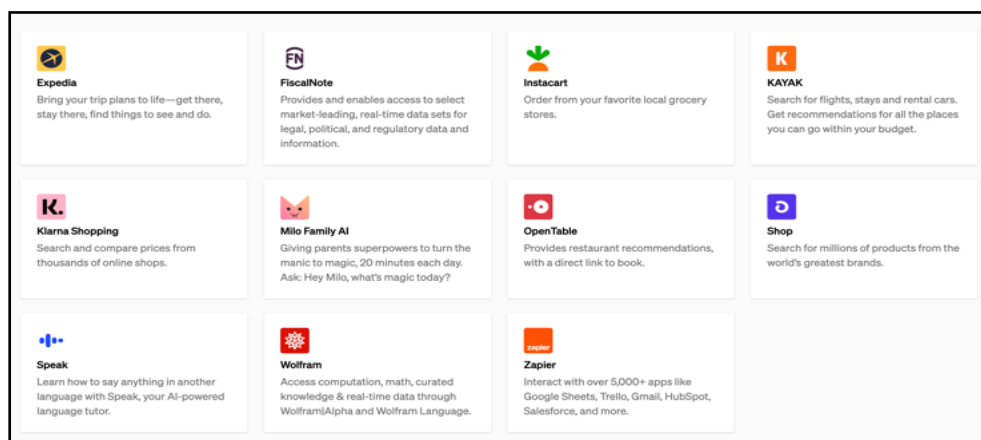 Expedia
Bring your trip plans to life—get there,
stay there, find things to see and do.
FN
FiscalNote
Provides and enables access to select
market-leading, real-time data sets for
legal, political, and regulatory data and
information.
Instacart
Order from your favorite local grocery
stores.
K
KAYAK
Search for flights, stays and rental cars.
Get recommendations for all the places
you can go within your budget.
K.
Klarna Shopping
Search and compare prices from
thousands of online shops.
Milo Family AI
Giving parents superpowers to turn the
manic to magic, 20 minutes each day.
Ask: Hey Milo, what's magic today?
OpenTable
Provides restaurant recommendations,
with a direct link to book.
Shop
Search for millions of products from the
world's greatest brands.
Speak
Learn how to say anything in another
language with Speak, your AI-powered
language tutor.
Wolfram
Access computation, math, curated
knowledge & real-time data through
Wolfram|Alpha and Wolfram Language.
zapier
Zapier
Interact with over 5,000+ apps like
Google Sheets, Trello, Gmail, HubSpot,
Salesforce, and more.